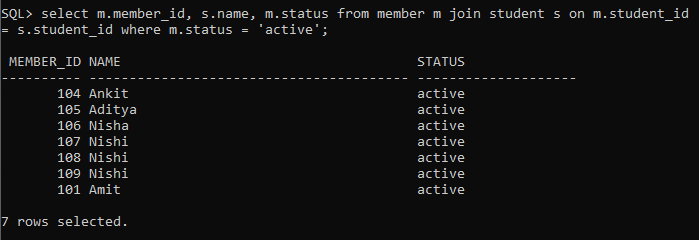 SQL> select m.member_id, s.name, m.status from member m join student s on m.student_id
= s.student_id where m.status = 'active';
MEMBER_ID NAME STATUS
---------- ---------------------------------------- --------------------
104 Ankit active
105 Aditya active
106 Nisha active
107 Nishi active
108 Nishi active
109 Nishi active
101 Amit active
7 rows selected.